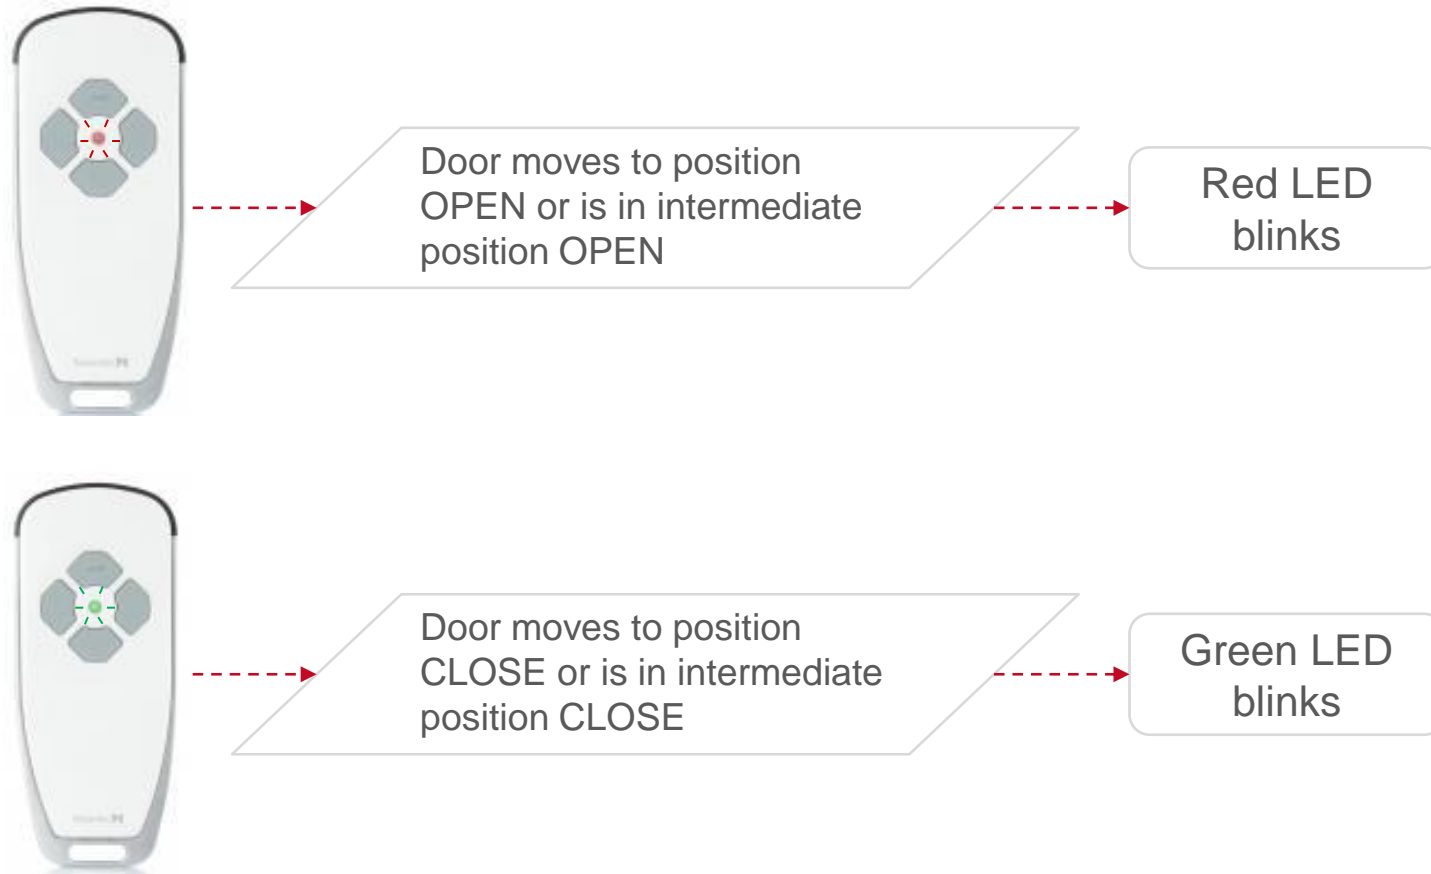 Door moves to position
OPEN or is in intermediate
position OPEN
Red LED
blinks
Door moves to position
CLOSE or is in intermediate
position CLOSE
Green LED
blinks